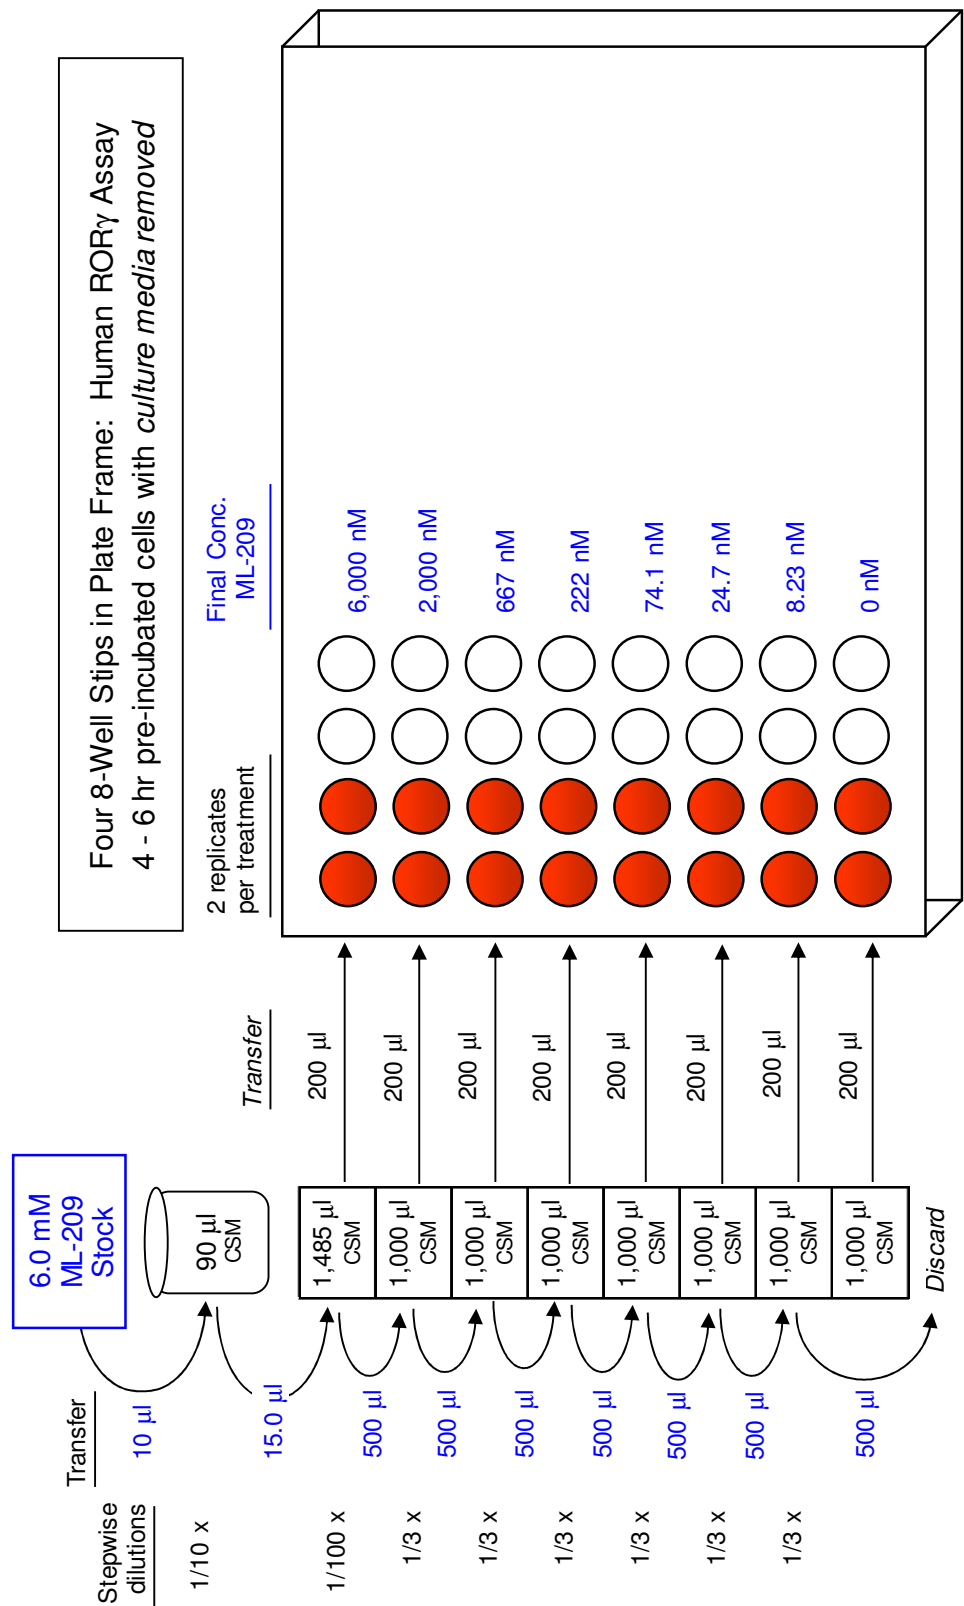 Four 8-Well Stips in Plate Frame: Human RORγ Assay
4 - 6 hr pre-incubated cells with culture media removed
Stepwise
dilutions
1/10 x
1/100 x
1/3 x
1/3 x
1/3 x
1/3 x
1/3 x
1/3 x
Transfer
10 µl
15.0 µl
500 µl
500 µl
500 µl
500 µl
500 µl
500 µl
500 µl
6.0 mM
ML-209
Stock
90 µl
CSM
1,485 µl
CSM
1,000 µl
CSM
1,000 µl
CSM
1,000 µl
CSM
1,000 µl
CSM
1,000 µl
CSM
1,000 µl
CSM
1,000 µl
CSM
Discard
Transfer
200 µl
200 µl
200 µl
200 µl
200 µl
200 µl
200 µl
200 µl
2 replicates
per treatment
Final Conc.
ML-209
6,000 nM
2,000 nM
667 nM
222 nM
74.1 nM
24.7 nM
8.23 nM
0 nM